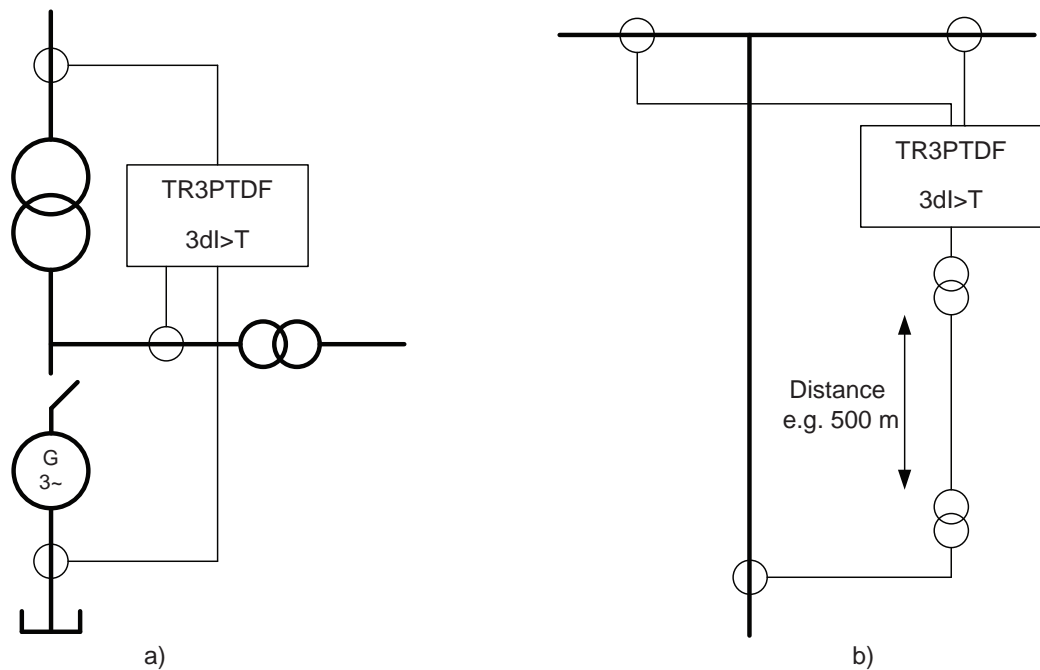 TR3PTDF
3dI>T
G
3~
a)
TR3PTDF
3dI>T
Distance
e.g. 500 m
b)